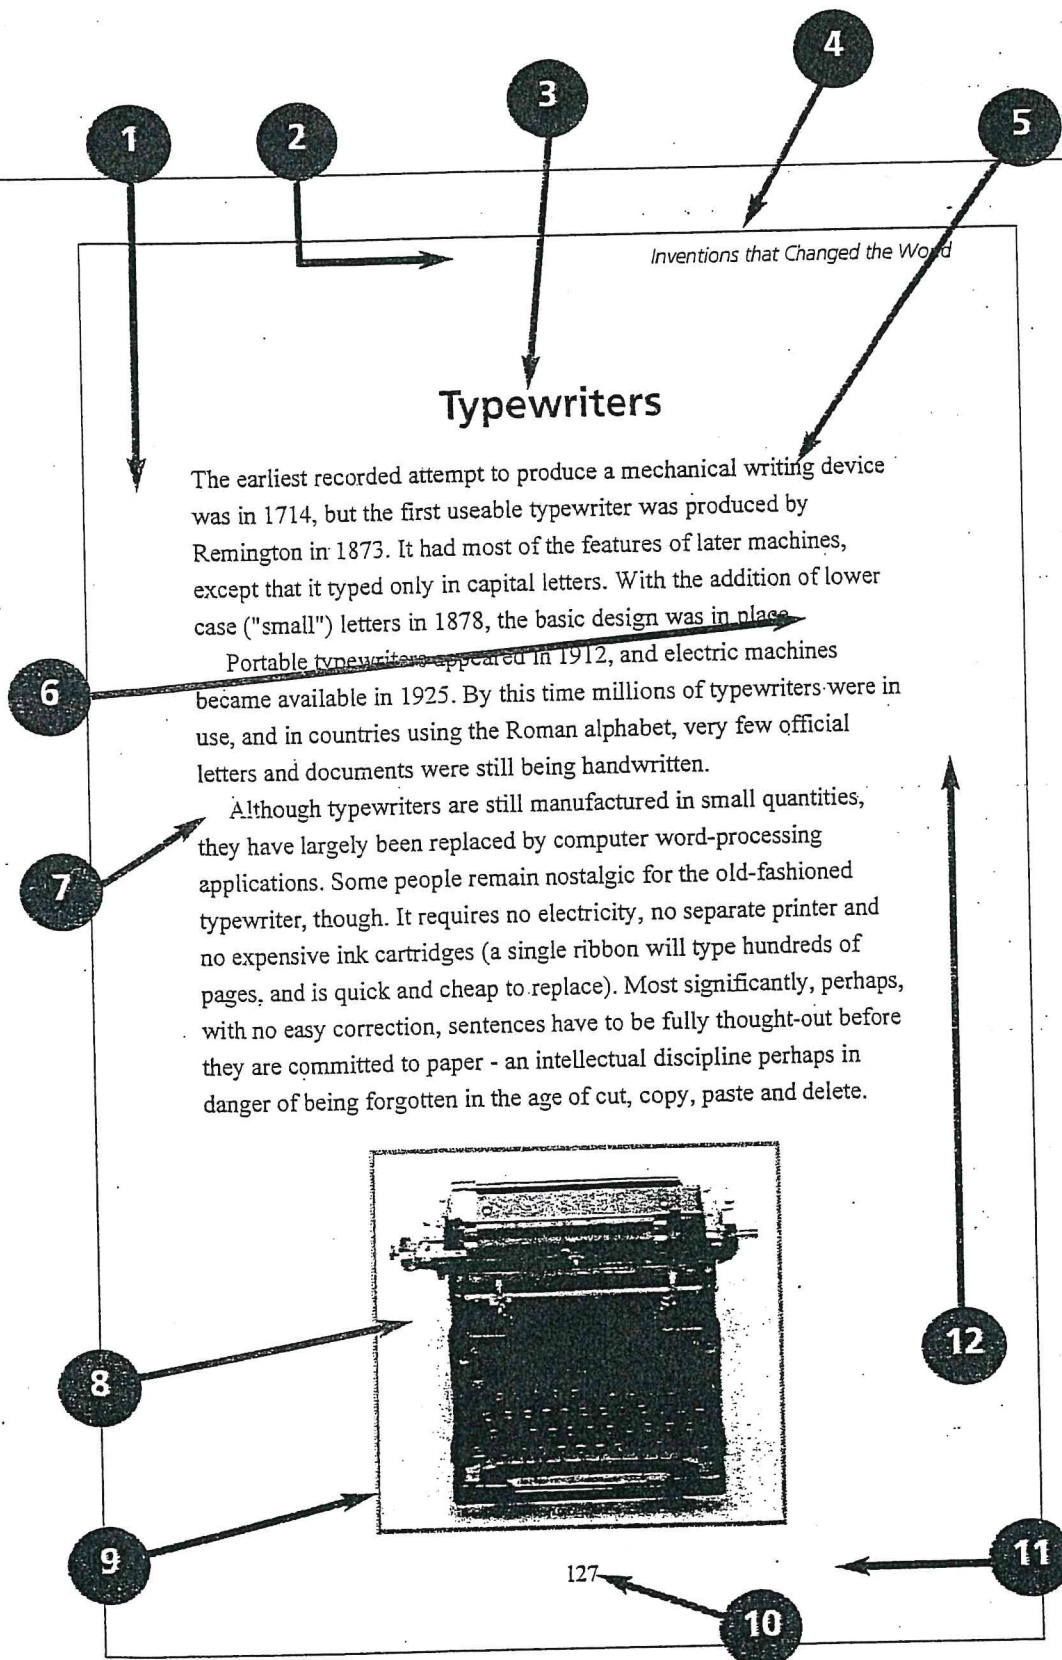 4
3
5
1
2
Inventions that Changed the World
Typewriters
The earliest recorded attempt to produce a mechanical writing device
was in 1714, but the first useable typewriter was produced by
Remington in 1873. It had most of the features of later machines,
except that it typed only in capital letters. With the addition of lower
case ("small") letters in 1878, the basic design was in place.
Portable typewriters appeared in 1912, and electric machines
6
became available in 1925. By this time millions of typewriters were in
use, and in countries using the Roman alphabet, very few official
letters and documents were still being handwritten.
Although typewriters are still manufactured in small quantities,
they have largely been replaced by computer word-processing
7
applications. Some people remain nostalgic for the old-fashioned
typewriter, though. It requires no electricity, no separate printer and
no expensive ink cartridges (a single ribbon will type hundreds of
pages, and is quick and cheap to replace). Most significantly, perhaps,
with no easy correction, sentences have to be fully thought-out before
they are committed to paper - an intellectual discipline perhaps in
danger of being forgotten in the age of cut, copy, paste and delete.
12
8
9
11
127
10